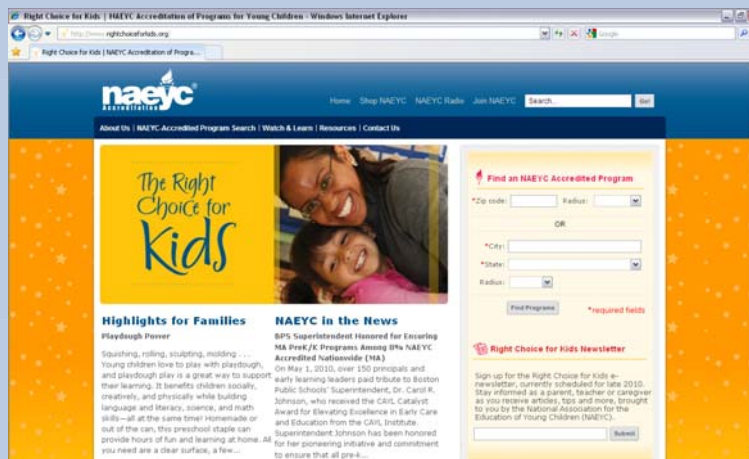 Right Choice for Kids | NAEYC Accreditation of Programs for Young Children - Windows Internet Explorer
http://www.rightchoiceforkids.org
Google
Right Choice for Kids | NAEYC Accreditation of Progra...
naeyc
Accreditation
Home Shop NAEYC NAEYC Radio Join NAEYC Search... Go!
About Us | NAEYC-Accredited Program Search | Watch & Learn | Resources | Contact Us
The Right
Choice for
Kids
Highlights for Families
Playdough Power
Squishing, rolling, sculpting, molding . . .
Young children love to play with playdough,
and playdough play is a great way to support
their learning. It benefits children socially,
creatively, and physically while building
language and literacy, science, and math
skills—all at the same time! Homemade or
out of the can, this preschool staple can
provide hours of fun and learning at home. All
you need are a clear surface, a few...
NAEYC in the News
BPS Superintendent Honored for Ensuring
MA PreK/K Programs Among 8% NAEYC
Accredited Nationwide (MA)
On May 1, 2010, over 150 principals and
early learning leaders paid tribute to Boston
Public Schools' Superintendent, Dr. Carol R.
Johnson, who received the CAYL Catalyst
Award for Elevating Excellence in Early Care
and Education from the CAYL Institute.
Superintendent Johnson has been honored
for her pioneering initiative and commitment
to ensure that all pre-k...
Find an NAEYC Accredited Program
*Zip code: Radius:
OR
*City:
*State:
Radius:
Find Programs *required fields
Right Choice for Kids Newsletter
Sign up for the Right Choice for Kids e-
newsletter, currently scheduled for late 2010.
Stay informed as a parent, teacher or caregiver
as you receive articles, tips and more, brought
to you by the National Association for the
Education of Young Children (NAEYC).
Submit